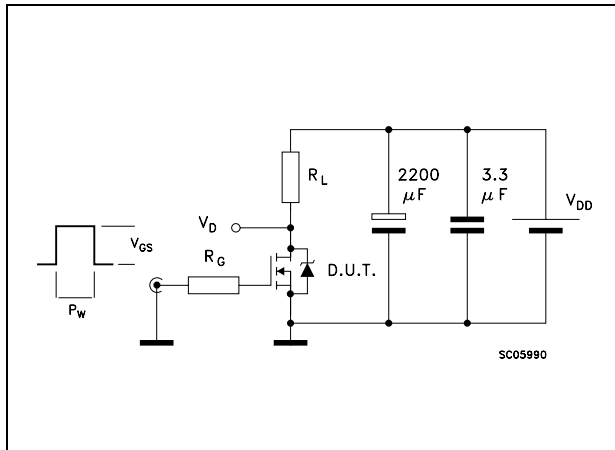 R_L
2200 μF
3.3 μF
V_DD
V_D
V_GS
R_G
D.U.T.
P_W
SC05990